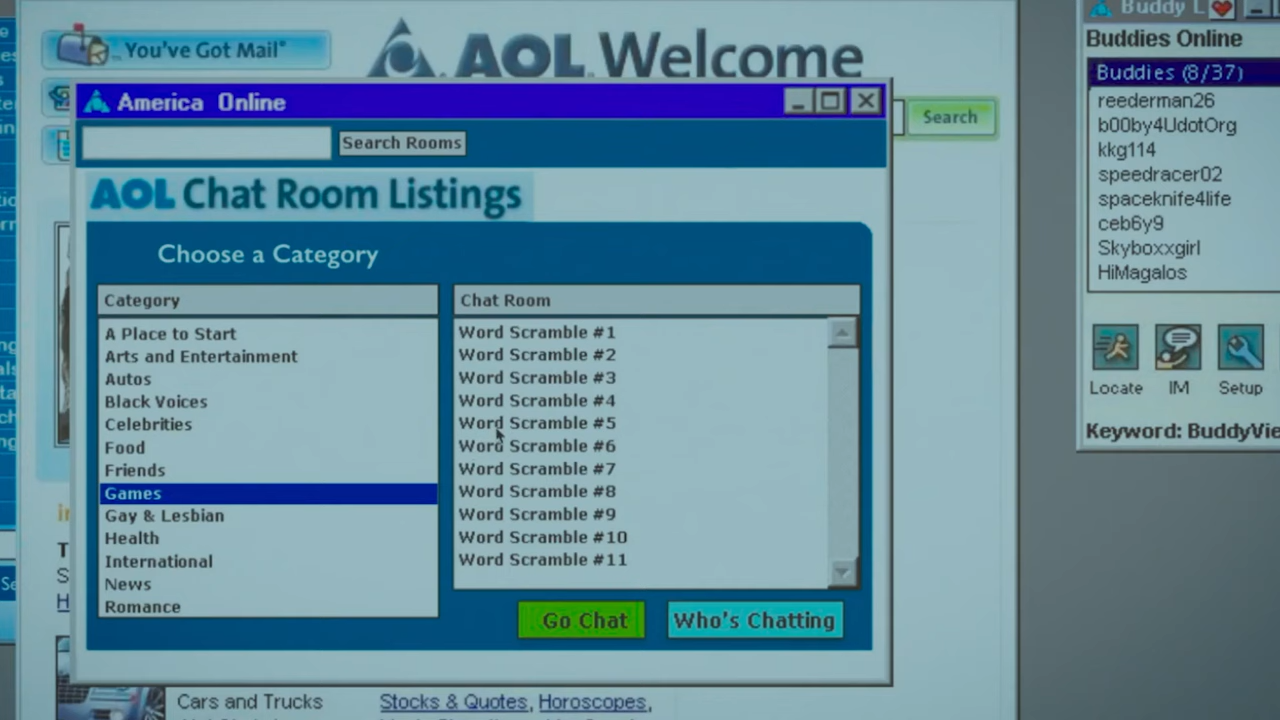 You've Got Mail
AOL Welcome
America Online
Search
Search Rooms
AOL Chat Room Listings
Choose a Category
Category
A Place to Start
Arts and Entertainment
Autos
Black Voices
Celebrities
Food
Friends
Games
Gay & Lesbian
Health
International
News
Romance
Chat Room
Word Scramble #1
Word Scramble #2
Word Scramble #3
Word Scramble #4
Word Scramble #5
Word Scramble #6
Word Scramble #7
Word Scramble #8
Word Scramble #9
Word Scramble #10
Word Scramble #11
Go Chat
Who's Chatting
Cars and Trucks
Stocks & Quotes, Horoscopes,
Buddy L
Buddies Online
Buddies (8/37)
reederman26
b00by4UdotOrg
kkg114
speedracer02
spaceknife4life
ceb6y9
Skyboxxgirl
HiMagalos
Locate IM Setup
Keyword: BuddyVie